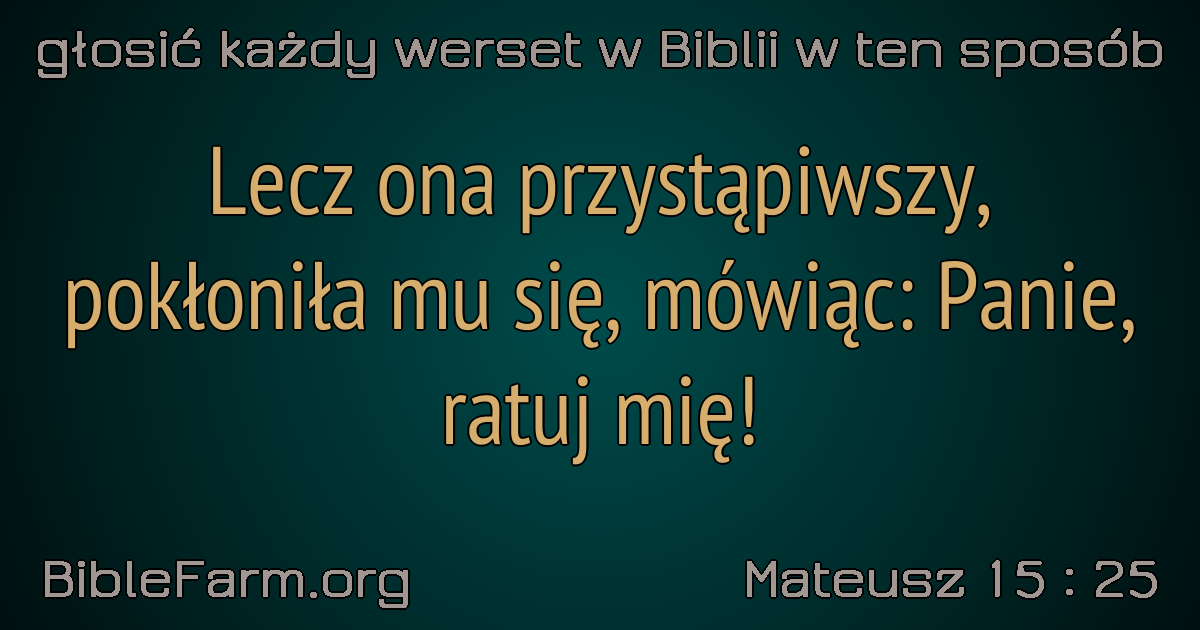 głosić każdy werset w Biblii w ten sposób
Lecz ona przystąpiwszy,
pokłoniła mu się, mówiąc: Panie,
ratuj mię!
BibleFarm.org
Mateusz 15 : 25